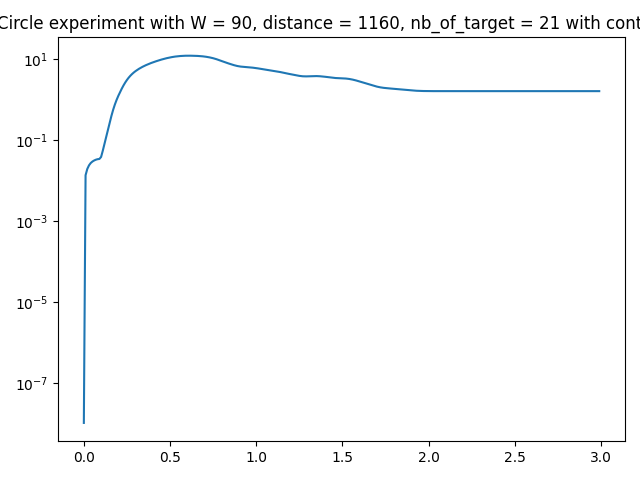 Circle experiment with W = 90, distance = 1160, nb_of_target = 21 with cont
10¹
10⁻¹
10⁻³
10⁻⁵
10⁻⁷
0.0 0.5 1.0 1.5 2.0 2.5 3.0